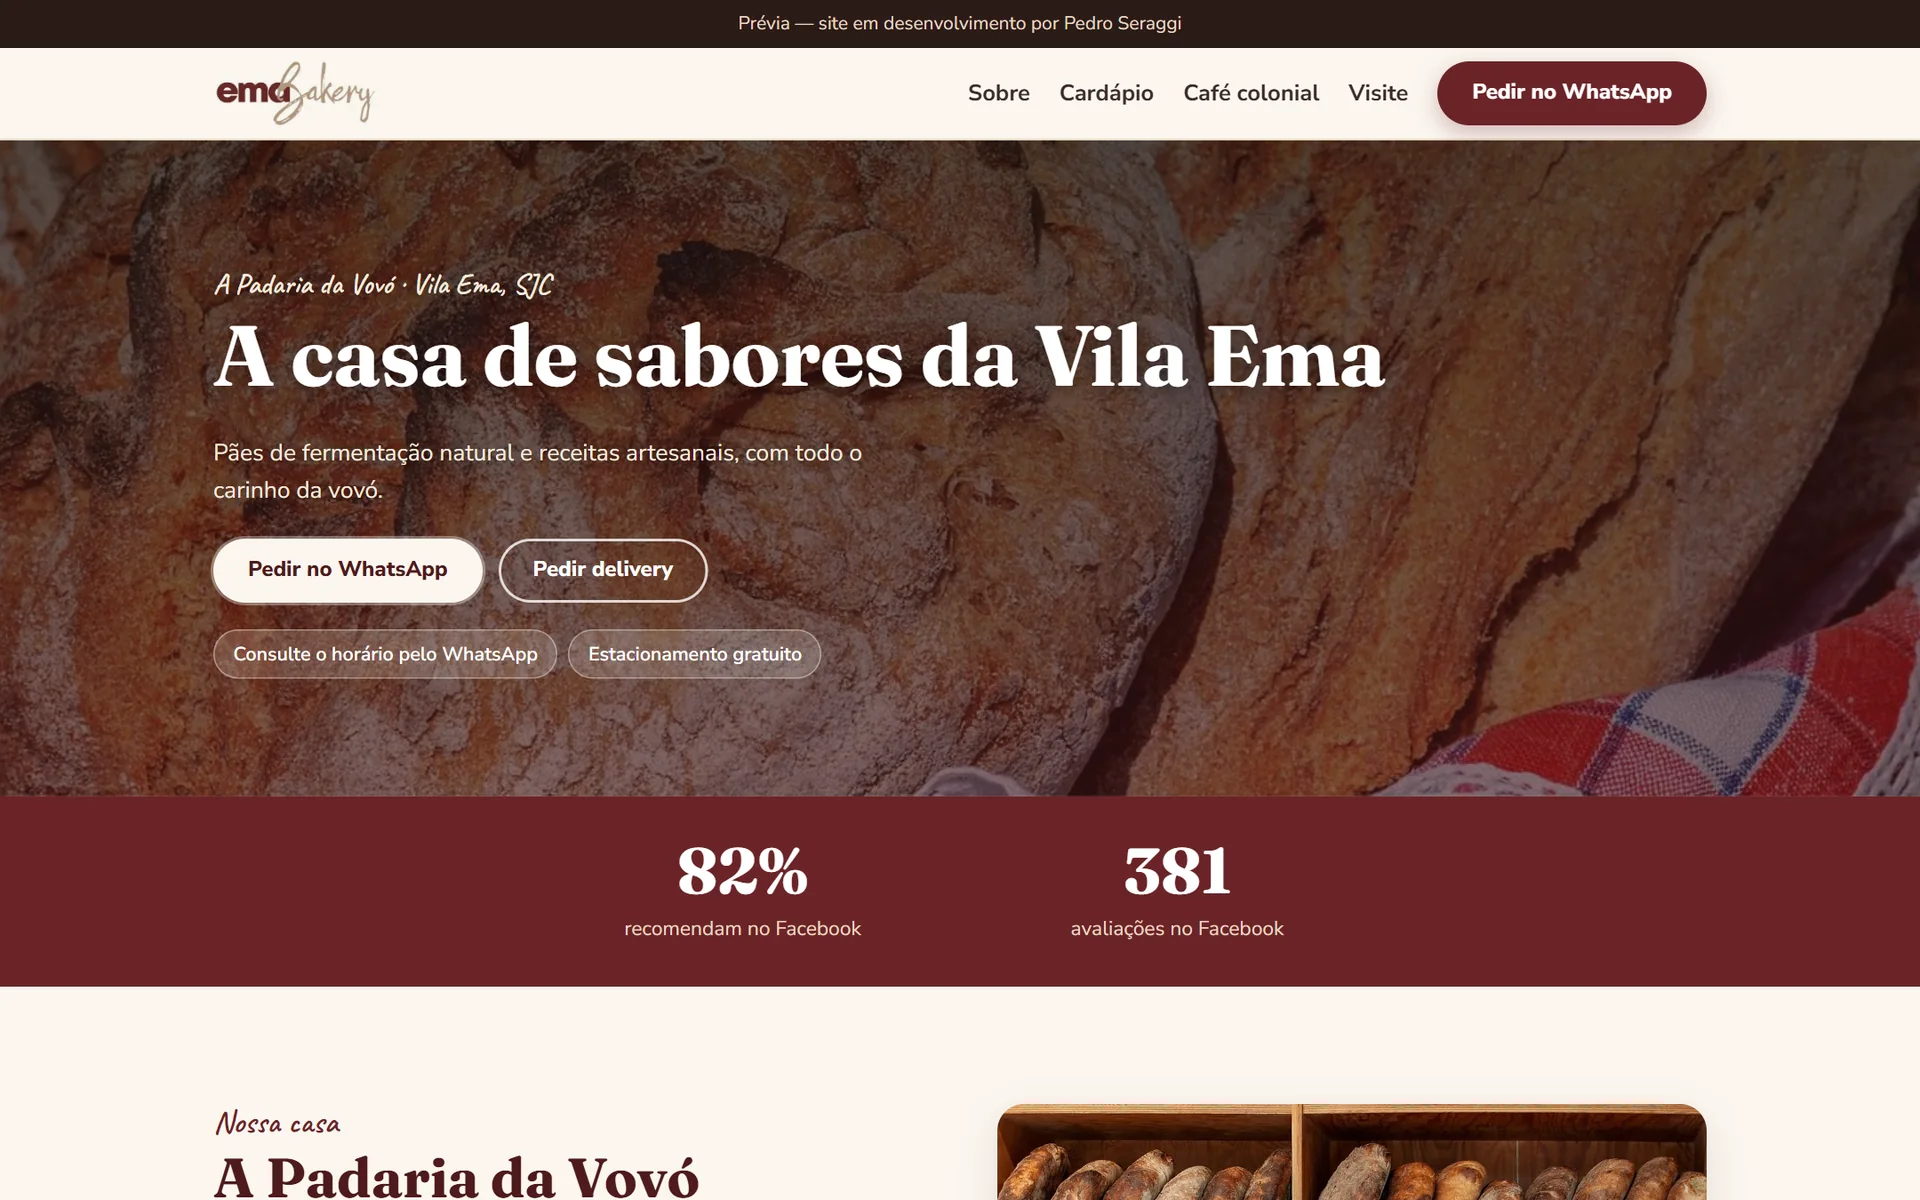 Prévia — site em desenvolvimento por Pedro Seraggi
ema Bakery
Sobre
Cardápio
Café colonial
Visite
Pedir no WhatsApp
A Padaria da Vovó · Vila Ema, SJC
A casa de sabores da Vila Ema
Pães de fermentação natural e receitas artesanais, com todo o
carinho da vovó.
Pedir no WhatsApp
Pedir delivery
Consulte o horário pelo WhatsApp
Estacionamento gratuito
82%
recomendam no Facebook
381
avaliações no Facebook
Nossa casa
A Padaria da Vovó